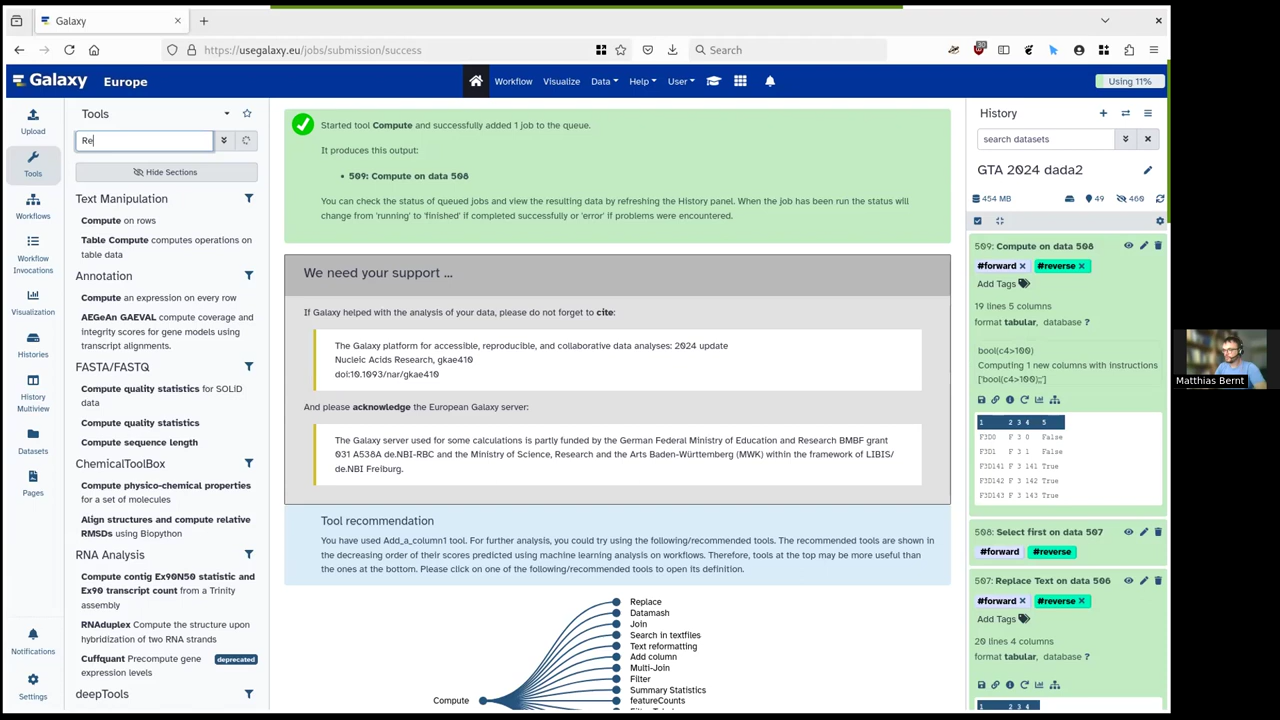 Galaxy
https://usegalaxy.eu/jobs/submission/success
Search
20
Galaxy Europe
Workflow Visualize Data Help User
Using 11%
Upload
Tools
Workflows
Workflow
Invocations
Visualization
Histories
History
Multiview
Datasets
Pages
Notifications
Settings
Tools
Re
Hide Sections
Text Manipulation
Compute on rows
Table Compute computes operations on
table data
Annotation
Compute an expression on every row
AEGeAn GAEVAL compute coverage and
integrity scores for gene models using
transcript alignments.
FASTA/FASTQ
Compute quality statistics for SOLiD
data
Compute quality statistics
Compute sequence length
ChemicalToolBox
Compute physico-chemical properties
for a set of molecules
Align structures and compute relative
RMSDs using Biopython
RNA Analysis
Compute contig Ex90N50 statistic and
Ex90 transcript count from a Trinity
assembly
RNAduplex Compute the structure upon
hybridization of two RNA strands
Cuffquant Precompute gene
expression levels
deprecated
deepTools
Started tool Compute and successfully added 1 job to the queue.
It produces this output:
• 509: Compute on data 508
You can check the status of queued jobs and view the resulting data by refreshing the History panel. When the job has been run the status will
change from 'running' to 'finished' if completed successfully or 'error' if problems were encountered.
We need your support ...
If Galaxy helped with the analysis of your data, please do not forget to cite:
The Galaxy platform for accessible, reproducible, and collaborative data analyses: 2024 update
Nucleic Acids Research, gkae410
doi:10.1093/nar/gkae410
And please acknowledge the European Galaxy server:
The Galaxy server used for some calculations is partly funded by the German Federal Ministry of Education and Research BMBF grant
031 A538A de.NBI-RBC and the Ministry of Science, Research and the Arts Baden-Württemberg (MWK) within the framework of LIBIS/
de.NBI Freiburg.
Tool recommendation
You have used Add_a_column1 tool. For further analysis, you could try using the following/recommended tools. The recommended tools are shown in
the decreasing order of their scores predicted using machine learning analysis on workflows. Therefore, tools at the top may be more useful than
the ones at the bottom. Please click on one of the following/recommended tools to open its definition.
Compute
Replace
Datamash
Join
Search in textfiles
Text reformatting
Add column
Multi-Join
Filter
Summary Statistics
featureCounts
History
search datasets
GTA 2024 dada2
454 MB
49
460
509: Compute on data 508
#forward #reverse
Add Tags
19 lines 5 columns
format tabular, database ?
bool(c4>100)
Computing 1 new columns with instructions
['bool(c4>100);;']
1 2 3 4 5
F3D0 F 3 0 False
F3D1 F 3 1 False
F3D141 F 3 141 True
F3D142 F 3 142 True
F3D143 F 3 143 True
508: Select first on data 507
#forward #reverse
507: Replace Text on data 506
#forward #reverse
Add Tags
20 lines 4 columns
format tabular, database ?
1 2 3 4
Matthias Bernt